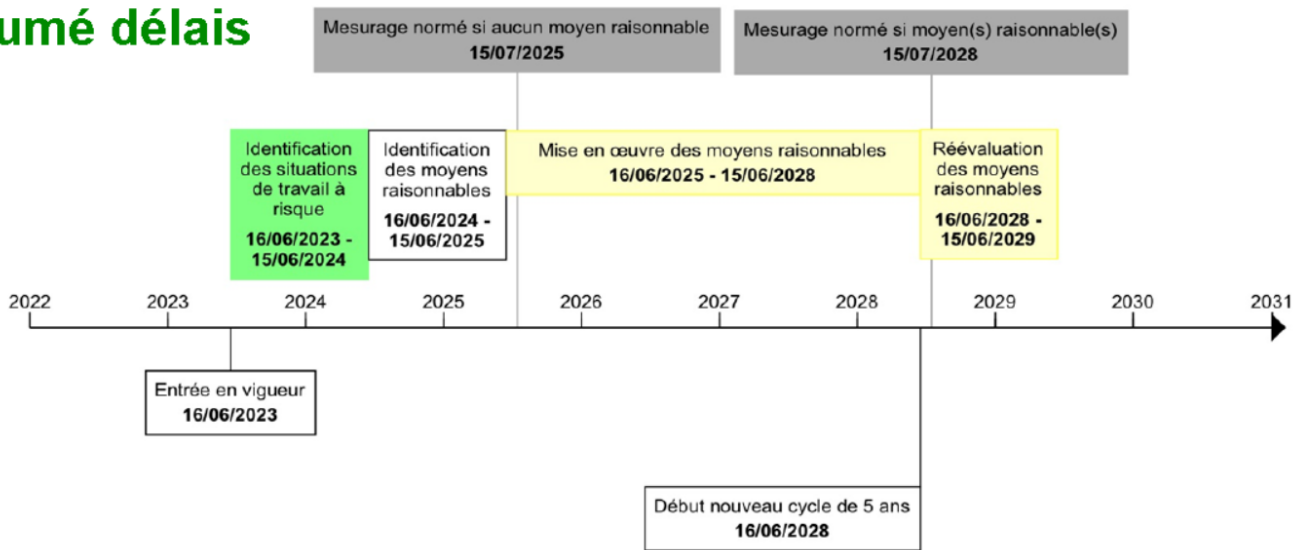 umé délais
Mesurage normé si aucun moyen raisonnable
15/07/2025
Mesurage normé si moyen(s) raisonnable(s)
15/07/2028
Identification
des situations
de travail à
risque
16/06/2023 -
15/06/2024
Identification
des moyens
raisonnables
16/06/2024 -
15/06/2025
Mise en œuvre des moyens raisonnables
16/06/2025 - 15/06/2028
Réévaluation
des moyens
raisonnables
16/06/2028 -
15/06/2029
2022 2023 2024 2025 2026 2027 2028 2029 2030 2031
Entrée en vigueur
16/06/2023
Début nouveau cycle de 5 ans
16/06/2028